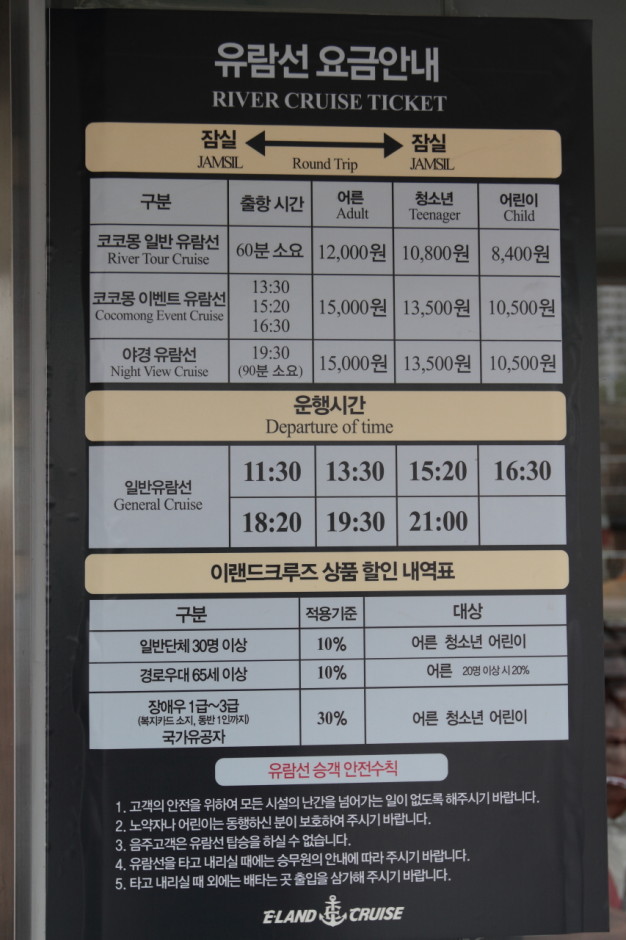 유람선 요금안내
RIVER CRUISE TICKET
잠실 잠실
JAMSIL Round Trip JAMSIL
구분 출항 시간 어른 Adult 청소년 Teenager 어린이 Child
코코몽 일반 유람선 River Tour Cruise 60분 소요 12,000원 10,800원 8,400원
코코몽 이벤트 유람선 Cocomong Event Cruise 13:30 15:20 16:30 15,000원 13,500원 10,500원
야경 유람선 Night View Cruise 19:30 (90분 소요) 15,000원 13,500원 10,500원
운행시간
Departure of time
일반유람선 General Cruise 11:30 13:30 15:20 16:30
18:20 19:30 21:00
이랜드크루즈 상품 할인 내역표
구분 적용기준 대상
일반단체 30명 이상 10% 어른 청소년 어린이
경로우대 65세 이상 10% 어른 20명 이상 시 20%
장애우 1급~3급 (복지카드 소지, 동반 1인까지) 국가유공자 30% 어른 청소년 어린이
유람선 승객 안전수칙
1. 고객의 안전을 위하여 모든 시설의 난간을 넘어가는 일이 없도록 해주시기 바랍니다.
2. 노약자나 어린이는 동행하신 분이 보호하여 주시기 바랍니다.
3. 음주고객은 유람선 탑승을 하실 수 없습니다.
4. 유람선을 타고 내리실 때에는 승무원의 안내에 따라 주시기 바랍니다.
5. 타고 내리실 때 외에는 배타는 곳 출입을 삼가해 주시기 바랍니다.
E·LAND CRUISE